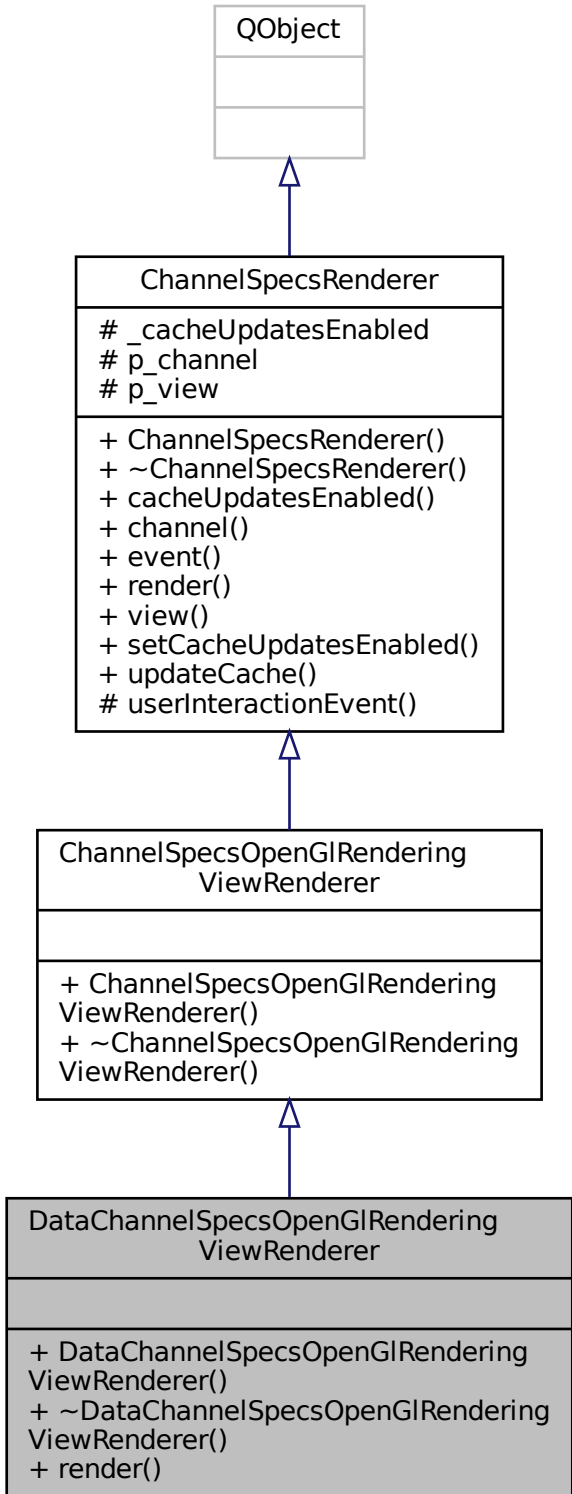 QObject
ChannelSpecsRenderer
# _cacheUpdatesEnabled
# p_channel
# p_view
+ ChannelSpecsRenderer()
+ ~ChannelSpecsRenderer()
+ cacheUpdatesEnabled()
+ channel()
+ event()
+ render()
+ view()
+ setCacheUpdatesEnabled()
+ updateCache()
# userInteractionEvent()
ChannelSpecsOpenGlRendering
ViewRenderer
+ ChannelSpecsOpenGlRendering
ViewRenderer()
+ ~ChannelSpecsOpenGlRendering
ViewRenderer()
DataChannelSpecsOpenGlRendering
ViewRenderer
+ DataChannelSpecsOpenGlRendering
ViewRenderer()
+ ~DataChannelSpecsOpenGlRendering
ViewRenderer()
+ render()